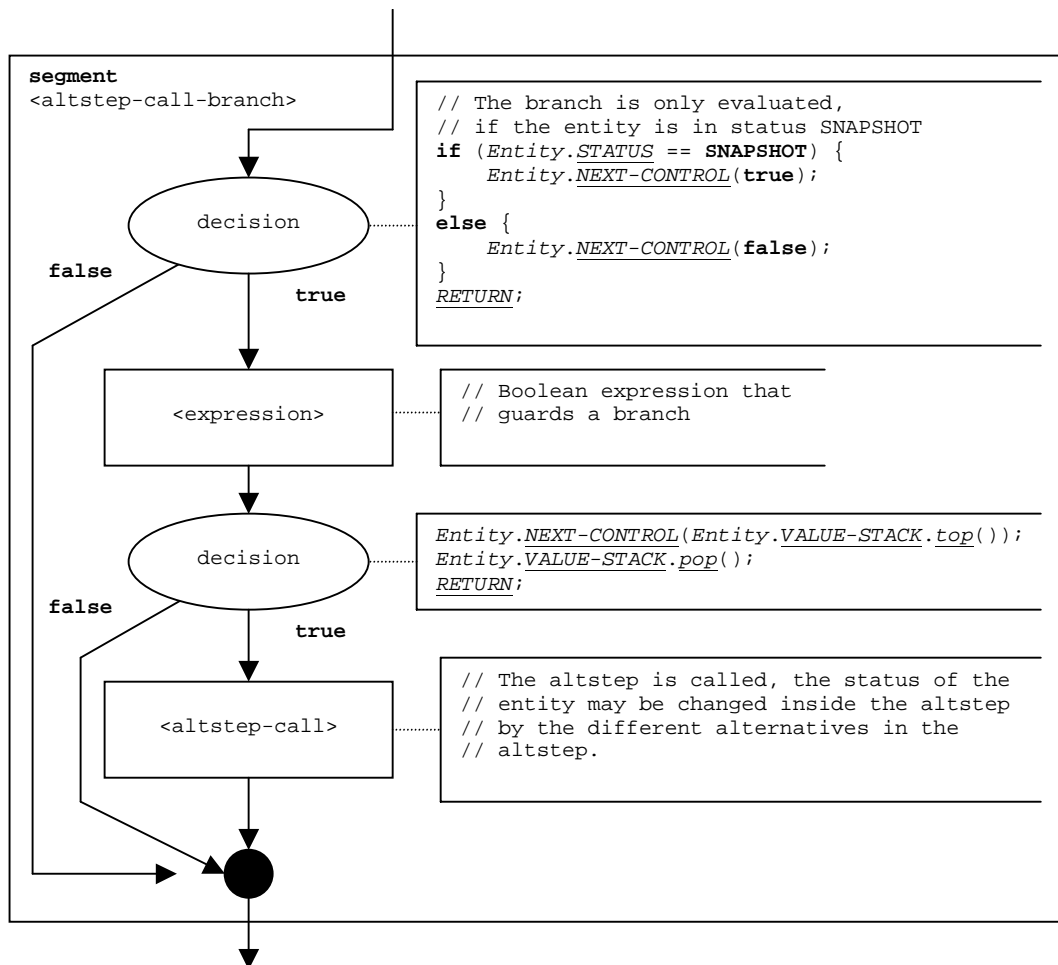 segment
<altstep-call-branch>
// The branch is only evaluated,
// if the entity is in status SNAPSHOT
if (Entity.STATUS == SNAPSHOT) {
Entity.NEXT-CONTROL(true);
}
else {
Entity.NEXT-CONTROL(false);
}
RETURN;
decision
false
true
<expression>
// Boolean expression that
// guards a branch
decision
Entity.NEXT-CONTROL(Entity.VALUE-STACK.top());
Entity.VALUE-STACK.pop();
RETURN;
false
true
<altstep-call>
// The altstep is called, the status of the
// entity may be changed inside the altstep
// by the different alternatives in the
// altstep.